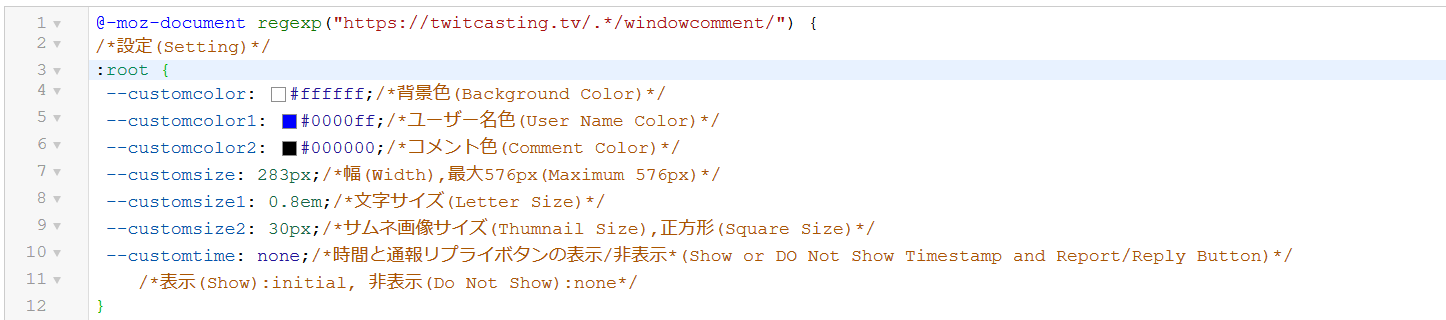 1 @-moz-document regexp("https://twitcasting.tv/.*/windowcomment/") {
2 /*設定(Setting)*/
3 :root {
4 --customcolor: #ffffff;/*背景色(Background Color)*/
5 --customcolor1: #0000ff;/*ユーザー名色(User Name Color)*/
6 --customcolor2: #000000;/*コメント色(Comment Color)*/
7 --customsize: 283px;/*幅(Width),最大576px(Maximum 576px)*/
8 --customsize1: 0.8em;/*文字サイズ(Letter Size)*/
9 --customsize2: 30px;/*サムネ画像サイズ(Thumnail Size),正方形(Square Size)*/
10 --customtime: none;/*時間と通報リプライボタンの表示/非表示*(Show or DO Not Show Timestamp and Report/Reply Button)*/
11 /*表示(Show):initial, 非表示(Do Not Show):none*/
12 }